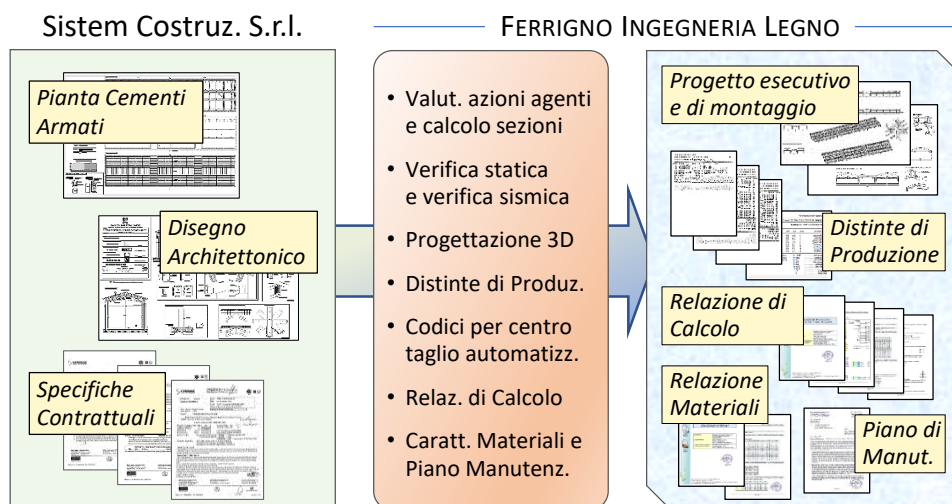 Sistem Costruz. S.r.l.
Pianta Cementi
Armati
Disegno
Architettonico
Specifiche
Contrattuali
FERRIGNO INGEGNERIA LEGNO
• Valut. azioni agenti
e calcolo sezioni
• Verifica statica
e verifica sismica
• Progettazione 3D
• Distinte di Produz.
• Codici per centro
taglio automatizz.
• Relaz. di Calcolo
• Caratt. Materiali e
Piano Manutenz.
Progetto esecutivo
e di montaggio
Distinte di
Produzione
Relazione di
Calcolo
Relazione
Materiali
Piano di
Manut.